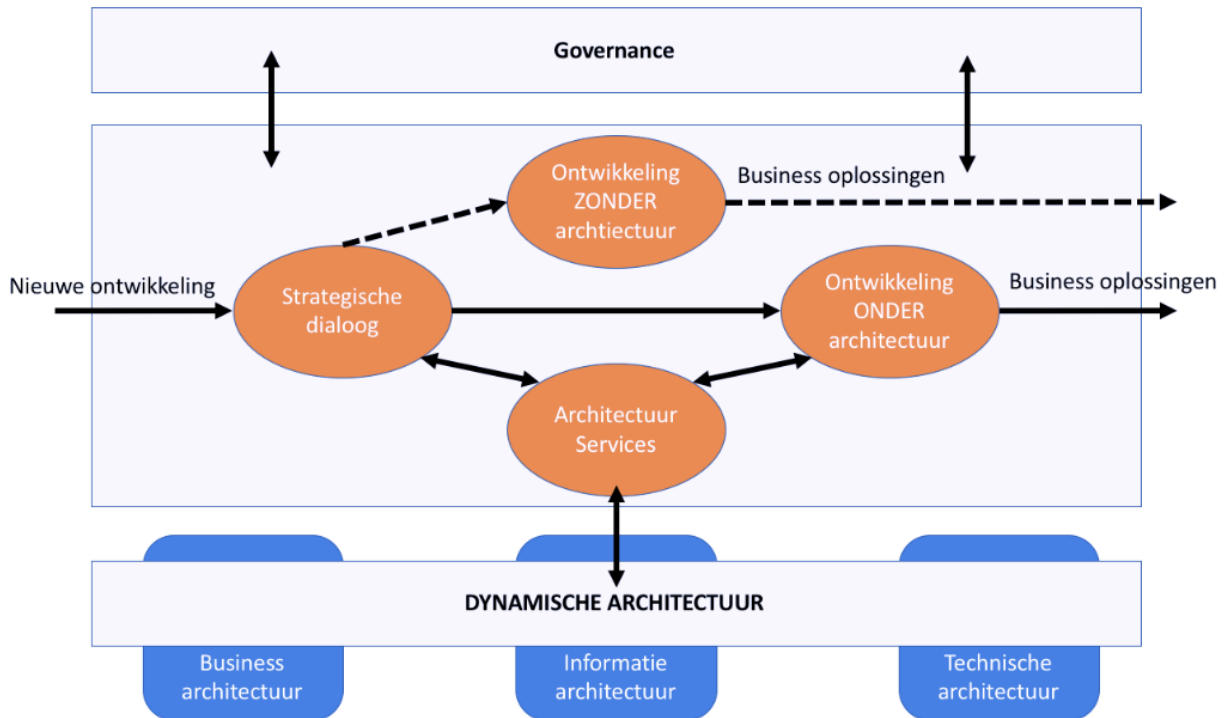 Governance
Ontwikkeling
ZONDER
archtiectuur
Business oplossingen
Nieuwe ontwikkeling
Strategische
dialoog
Ontwikkeling
ONDER
architectuur
Business oplossingen
Architectuur
Services
DYNAMISCHE ARCHITECTUUR
Business
architectuur
Informatie
architectuur
Technische
architectuur